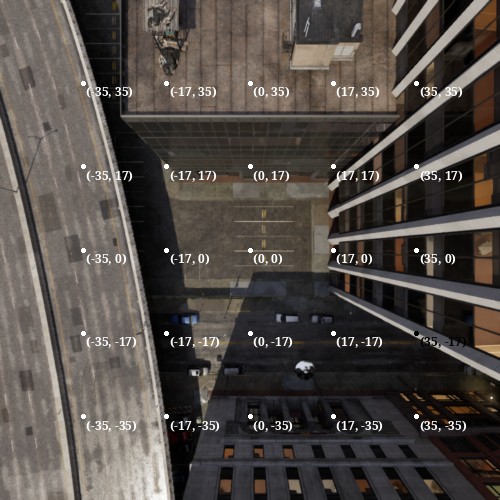 (-35, 35) (-17, 35) (0, 35) (17, 35) (35, 35)
(-35, 17) (-17, 17) (0, 17) (17, 17) (35, 17)
(-35, 0) (-17, 0) (0, 0) (17, 0) (35, 0)
(-35, -17) (-17, -17) (0, -17) (17, -17) (35, -17)
(-35, -35) (-17, -35) (0, -35) (17, -35) (35, -35)